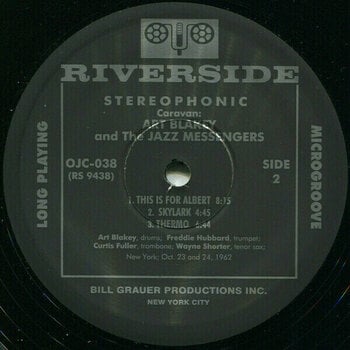 RIVERSIDE
STEREOPHONIC
Caravan:
ART BLAKEY
and The JAZZ MESSENGERS
LONG PLAYING
MICROGROOVE
OJC-038
(RS 9438)
SIDE
2
1. THIS IS FOR ALBERT 8:15
2. SKYLARK 4:45
3. THERMO 6:44
Art Blakey, drums; Freddie Hubbard, trumpet;
Curtis Fuller, trombone; Wayne Shorter, tenor sax;
New York; Oct. 23 and 24, 1962
BILL GRAUER PRODUCTIONS INC.
NEW YORK CITY